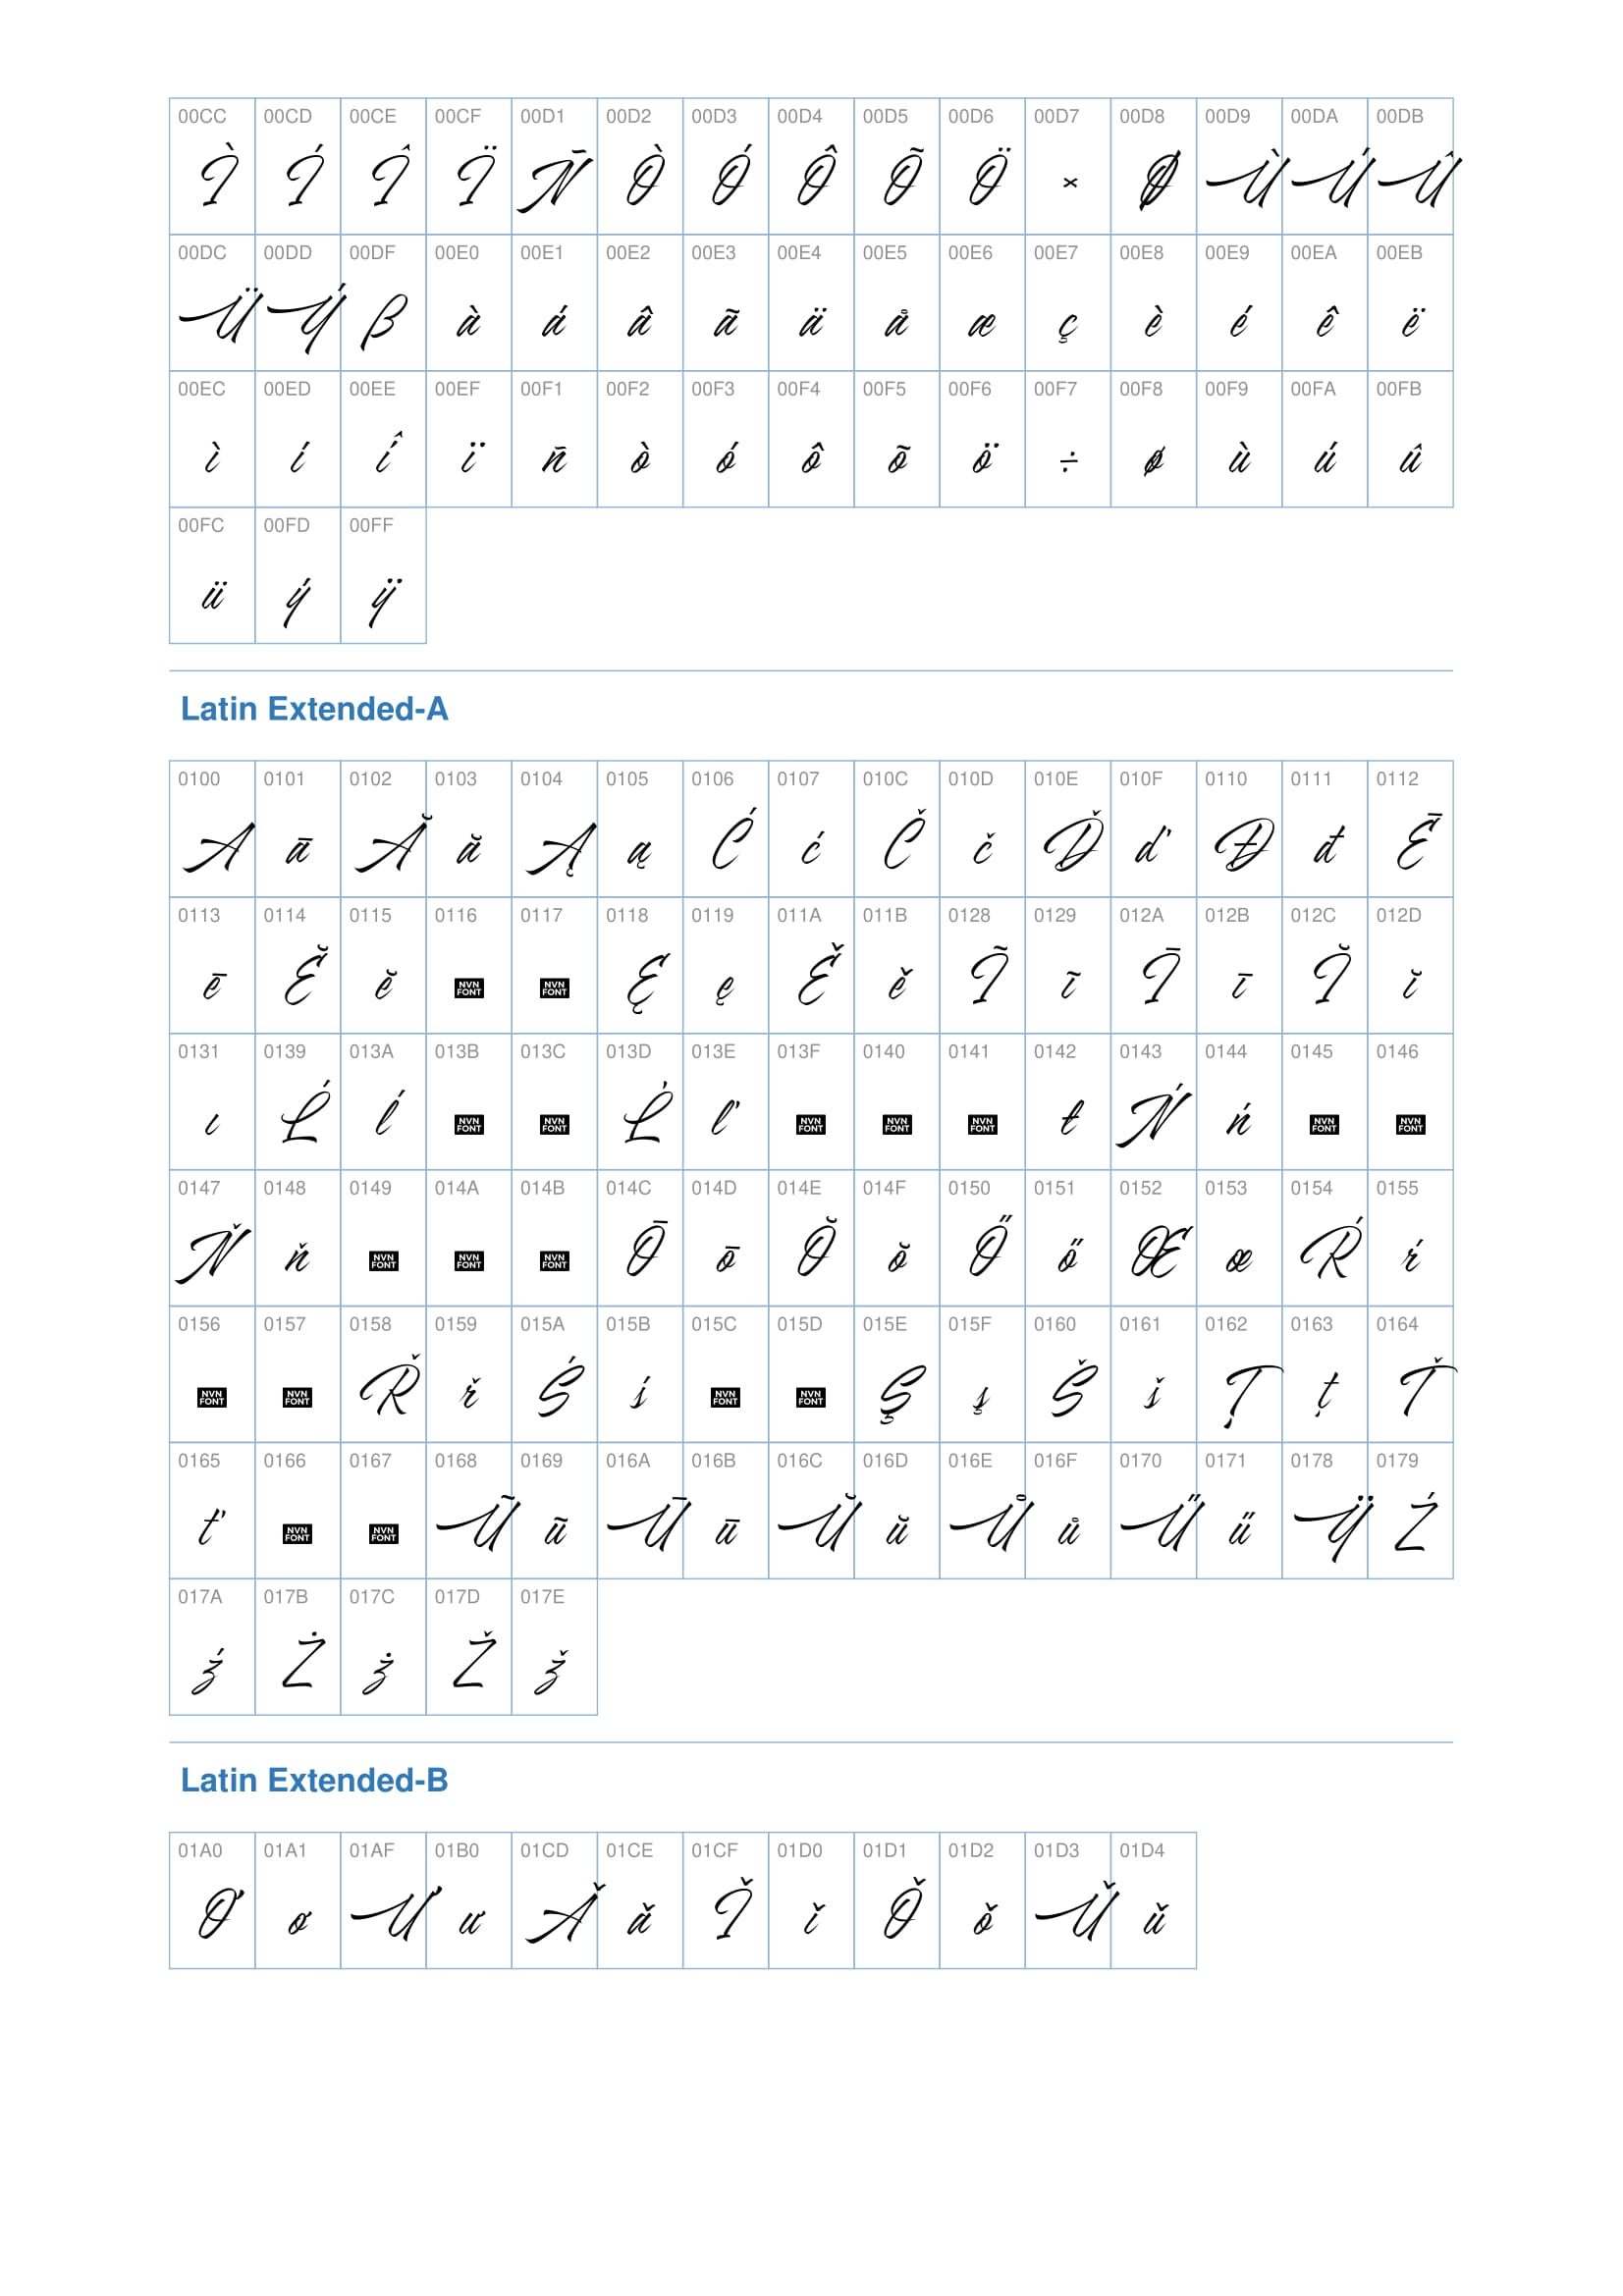 00CC 00CD 00CE 00CF 00D1 00D2 00D3 00D4 00D5 00D6 00D7 00D8 00D9 00DA 00DB
Ì Í Î Ï Ñ Ò Ó Ô Õ Ö × Ø Ù Ú Û
00DC 00DD 00DF 00E0 00E1 00E2 00E3 00E4 00E5 00E6 00E7 00E8 00E9 00EA 00EB
Ü Ý ß à á â ã ä å æ ç è é ê ë
00EC 00ED 00EE 00EF 00F1 00F2 00F3 00F4 00F5 00F6 00F7 00F8 00F9 00FA 00FB
ì í î ï ñ ò ó ô õ ö ÷ ø ù ú û
00FC 00FD 00FF
ü ý ÿ
Latin Extended-A
0100 0101 0102 0103 0104 0105 0106 0107 010C 010D 010E 010F 0110 0111 0112
A ā Ă ă Ą ą Ć ć Č č Ď ď Đ đ Ē
0113 0114 0115 0116 0117 0118 0119 011A 011B 0128 0129 012A 012B 012C 012D
ē Ĕ ĕ NVN FONT NVN FONT Ę ę Ě ě Ĩ ĩ Ī ī Ĭ ĭ
0131 0139 013A 013B 013C 013D 013E 013F 0140 0141 0142 0143 0144 0145 0146
ı Ĺ ĺ NVN FONT NVN FONT Ľ ľ NVN FONT NVN FONT NVN FONT ł Ń ń NVN FONT NVN FONT
0147 0148 0149 014A 014B 014C 014D 014E 014F 0150 0151 0152 0153 0154 0155
Ň ň NVN FONT NVN FONT NVN FONT Ō ō Ŏ ŏ Ő ő Œ œ Ŕ ŕ
0156 0157 0158 0159 015A 015B 015C 015D 015E 015F 0160 0161 0162 0163 0164
NVN FONT NVN FONT Ř ř Ś ś NVN FONT NVN FONT Ş ş Š š Ţ ţ Ť
0165 0166 0167 0168 0169 016A 016B 016C 016D 016E 016F 0170 0171 0178 0179
ť NVN FONT NVN FONT Ũ ũ Ū ū Ŭ ŭ Ů ů Ű ű Ÿ Ź
017A 017B 017C 017D 017E
ź Ż ż Ž ž
Latin Extended-B
01A0 01A1 01AF 01B0 01CD 01CE 01CF 01D0 01D1 01D2 01D3 01D4
Ơ ơ Ư ư Ǎ ǎ Ǐ ǐ Ǒ ǒ Ǔ ǔ